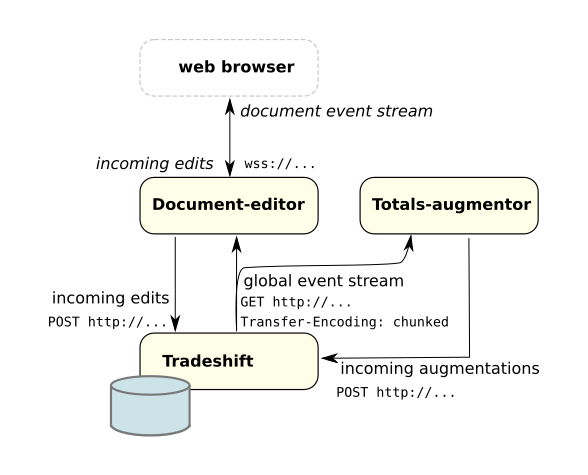 web browser
document event stream
incoming edits
wss://...
Document-editor
Totals-augmentor
global event stream
incoming edits
GET http://...
POST http://...
Transfer-Encoding: chunked
Tradeshift
incoming augmentations
POST http://...